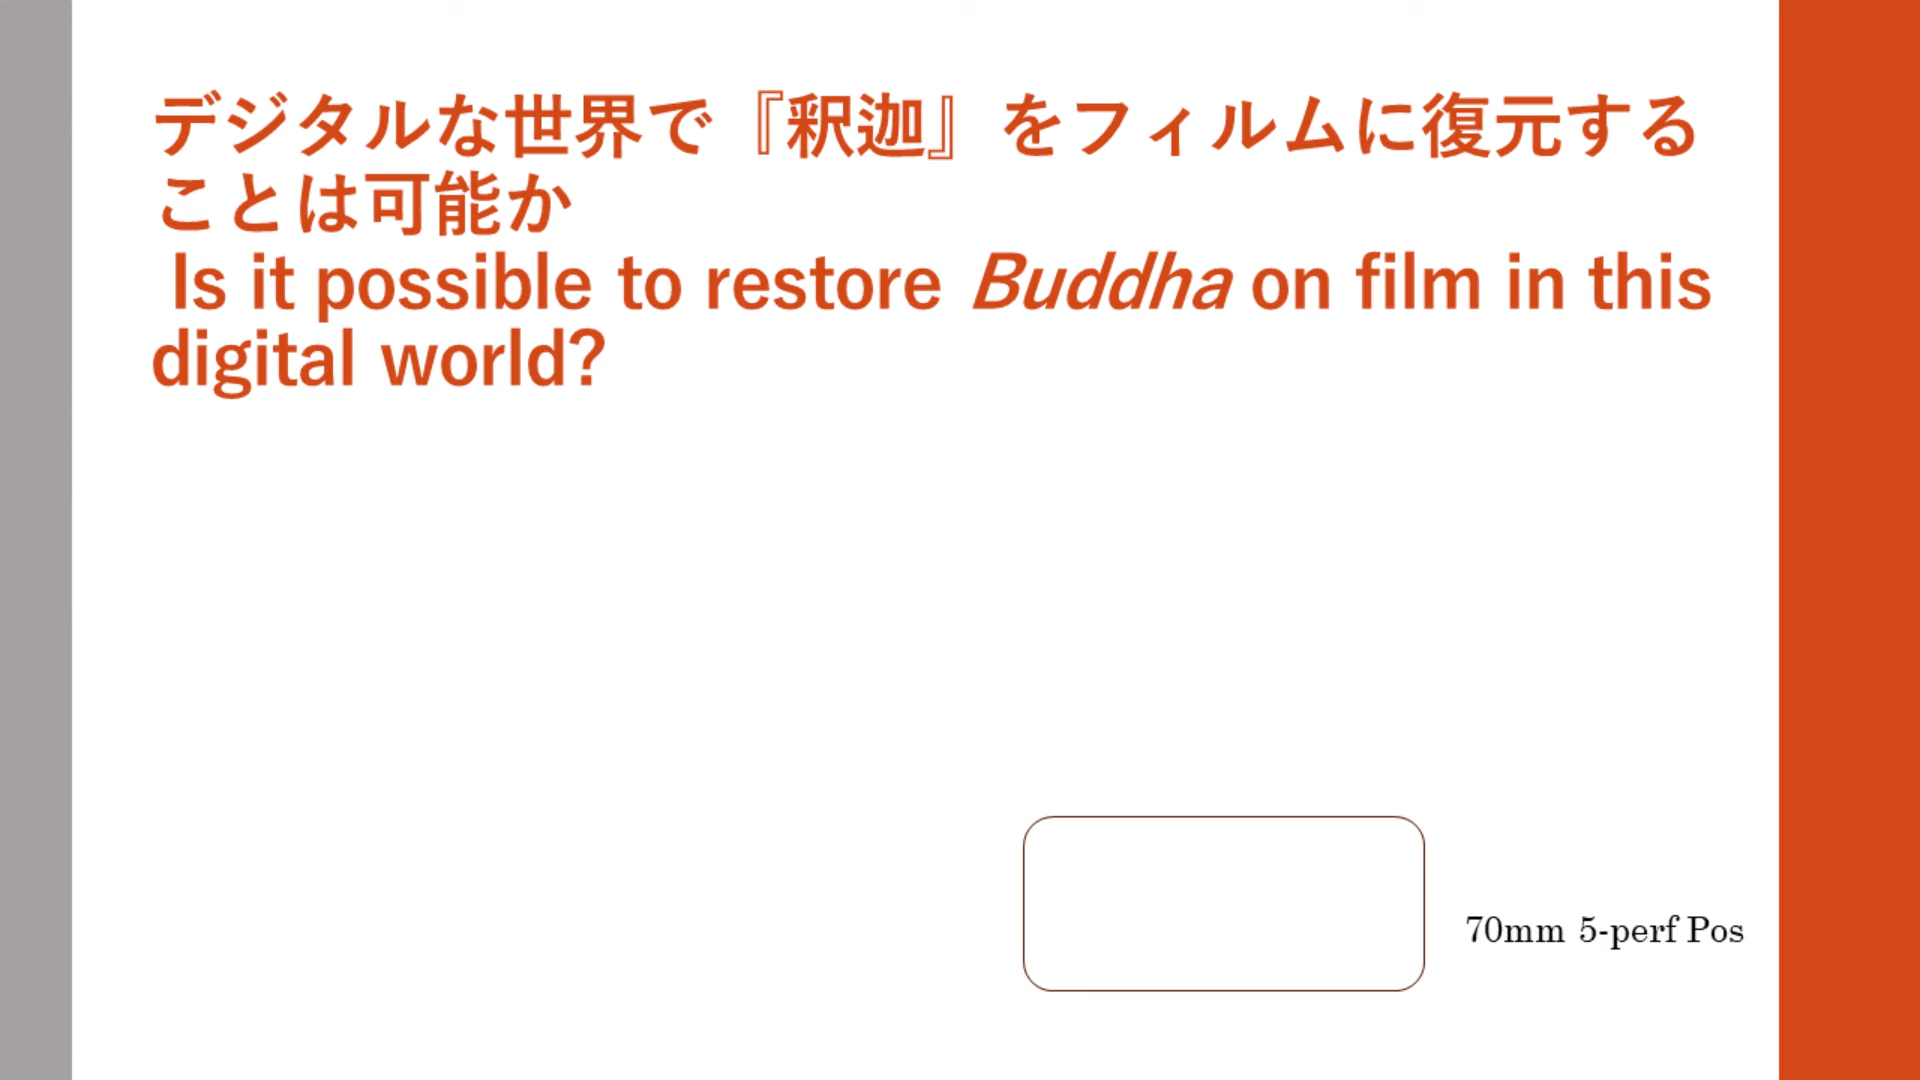 デジタルな世界で『釈迦』をフィルムに復元する
ことは可能か
Is it possible to restore Buddha on film in this
digital world?
70mm 5-perf Pos